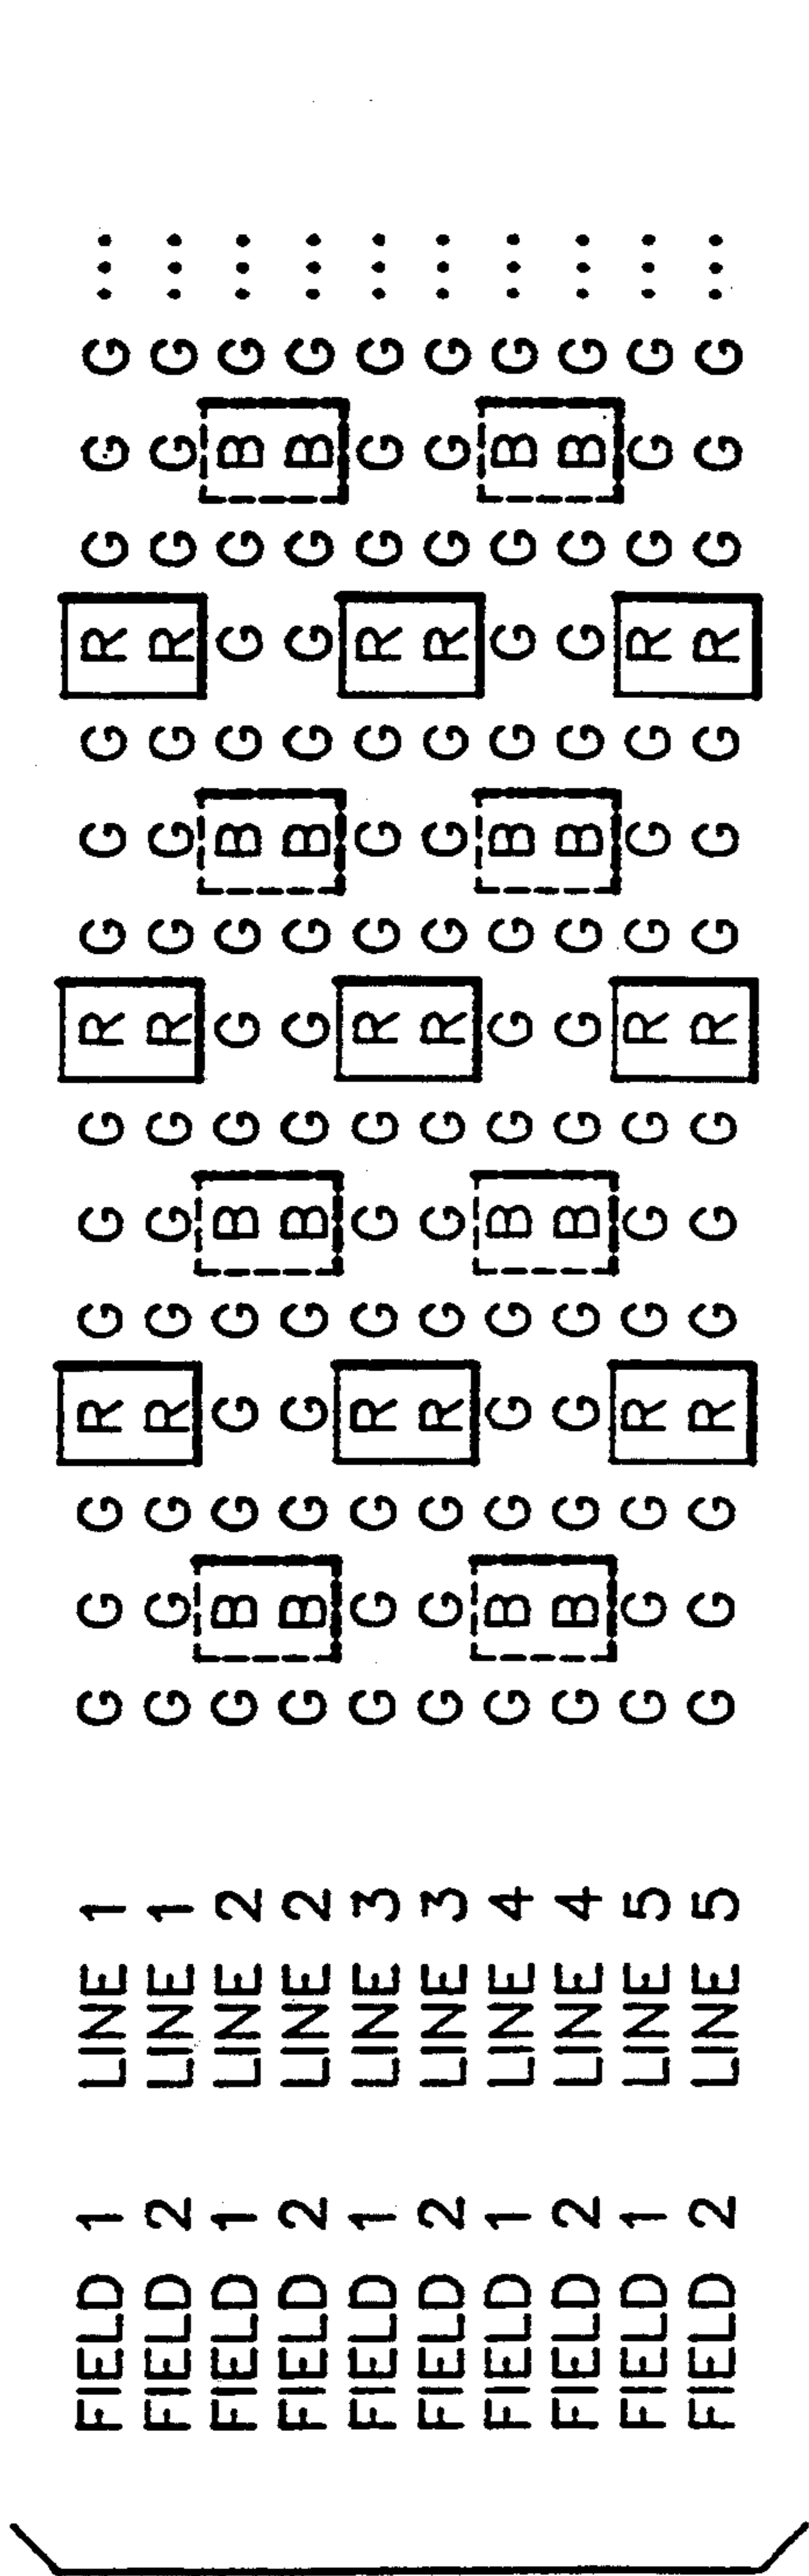 FIELD 1 LINE 1 G G G R G G G R G G G R G G G ...
FIELD 2 LINE 1 G G G R G G G R G G G R G G G ...
FIELD 1 LINE 2 G B G G G B G G G B G G G B G ...
FIELD 2 LINE 2 G B G G G B G G G B G G G B G ...
FIELD 1 LINE 3 G G G R G G G R G G G R G G G ...
FIELD 2 LINE 3 G G G R G G G R G G G R G G G ...
FIELD 1 LINE 4 G B G G G B G G G B G G G B G ...
FIELD 2 LINE 4 G B G G G B G G G B G G G B G ...
FIELD 1 LINE 5 G G G R G G G R G G G R G G G ...
FIELD 2 LINE 5 G G G R G G G R G G G R G G G ...